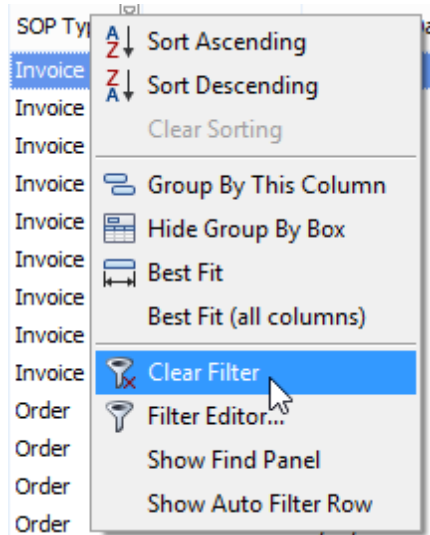 SOP Ty
Sort Ascending
Invoice
Sort Descending
Invoice
Clear Sorting
Invoice
Invoice
Group By This Column
Invoice
Hide Group By Box
Invoice
Best Fit
Invoice
Best Fit (all columns)
Invoice
Invoice
Clear Filter
Order
Filter Editor...
Order
Show Find Panel
Order
Show Auto Filter Row
Order